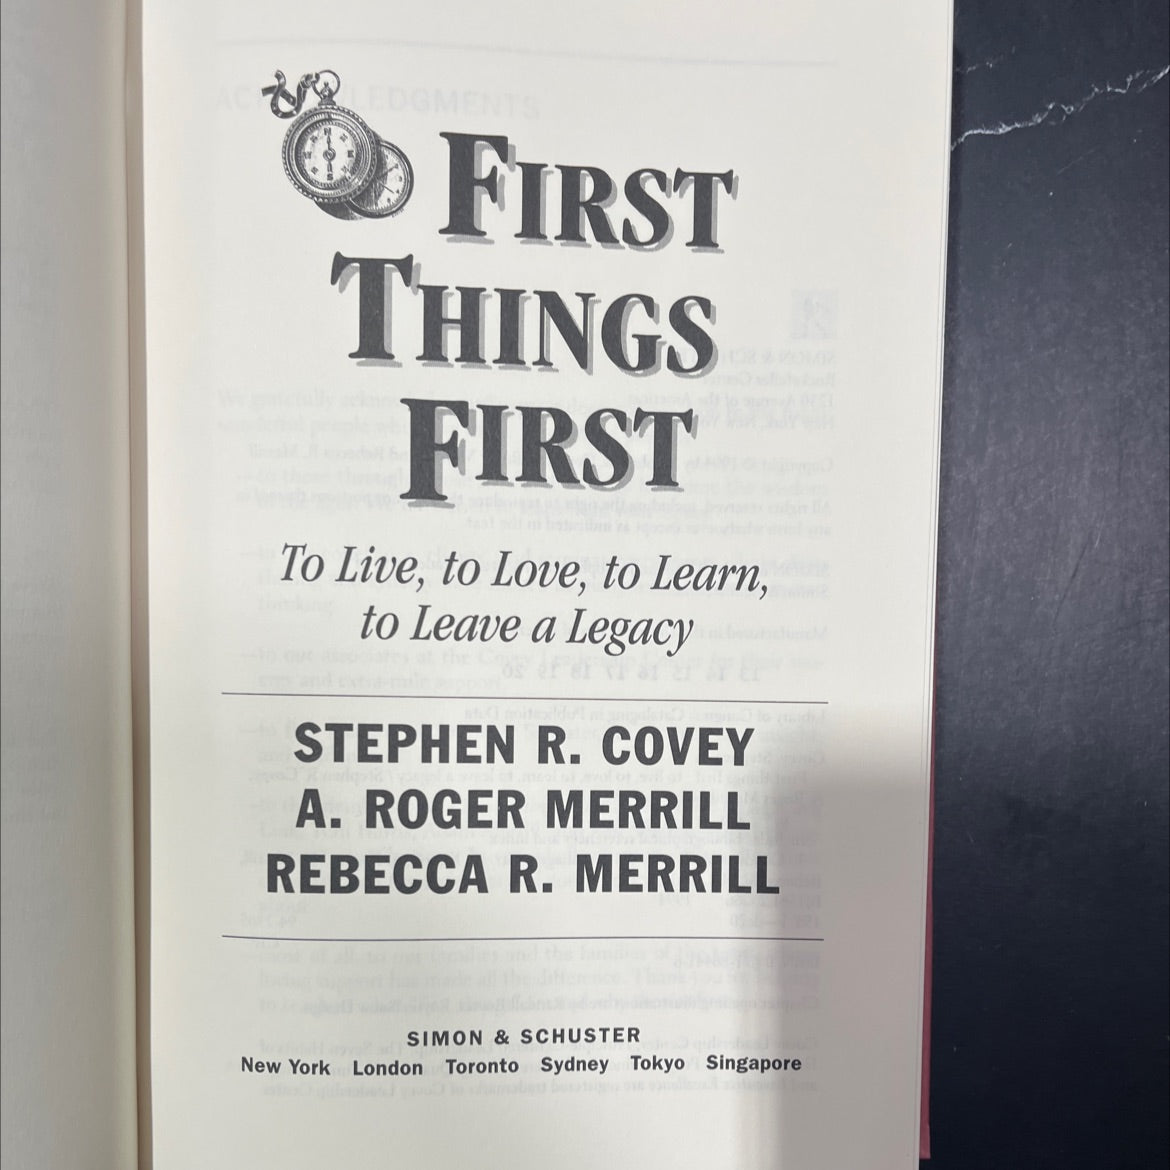 FIRST
THINGS
FIRST
To Live, to Love, to Learn,
to Leave a Legacy
STEPHEN R. COVEY
A. ROGER MERRILL
REBECCA R. MERRILL
SIMON & SCHUSTER
New York London Toronto Sydney Tokyo Singapore